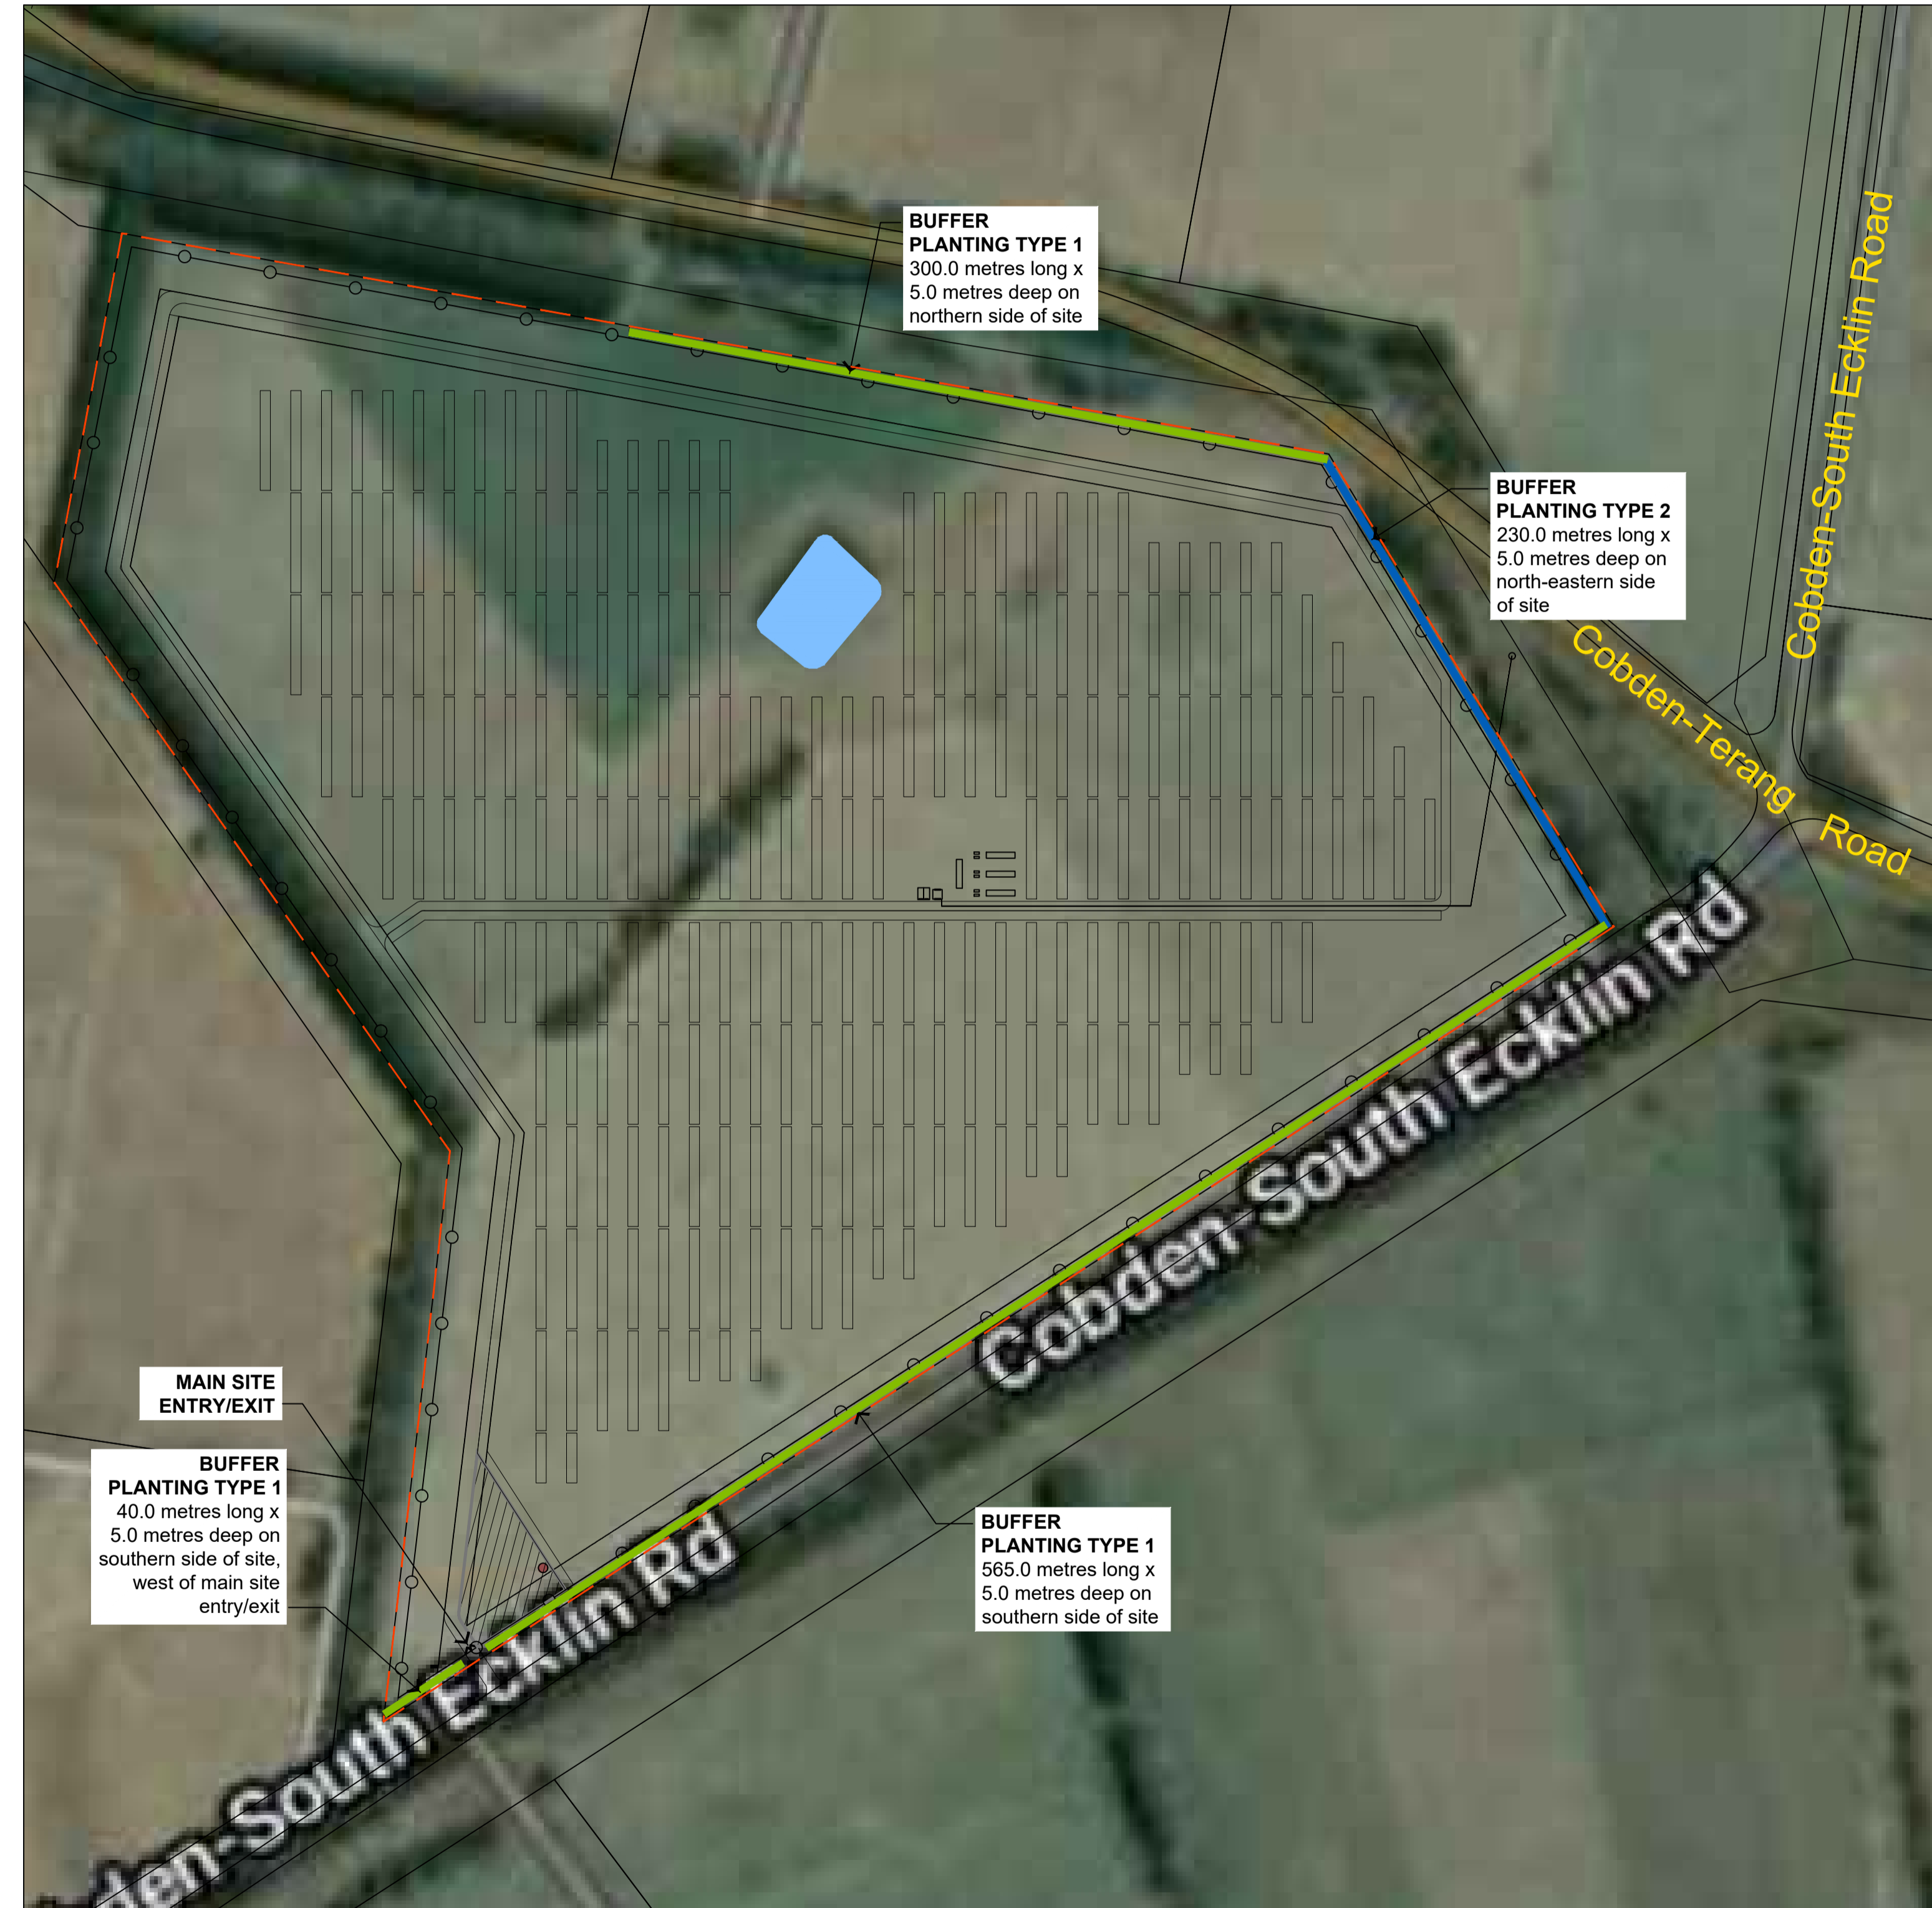 BUFFER
PLANTING TYPE 1
300.0 metres long x
5.0 metres deep on
northern side of site
Cobden-South Ecklin Road
BUFFER
PLANTING TYPE 2
230.0 metres long x
5.0 metres deep on
north-eastern side
of site
Cobden-Terang Road
Cobden-South Ecklin Rd
MAIN SITE
ENTRY/EXIT
BUFFER
PLANTING TYPE 1
40.0 metres long x
5.0 metres deep on
southern side of site,
west of main site
entry/exit
BUFFER
PLANTING TYPE 1
565.0 metres long x
5.0 metres deep on
southern side of site
den-South Ecklin Rd